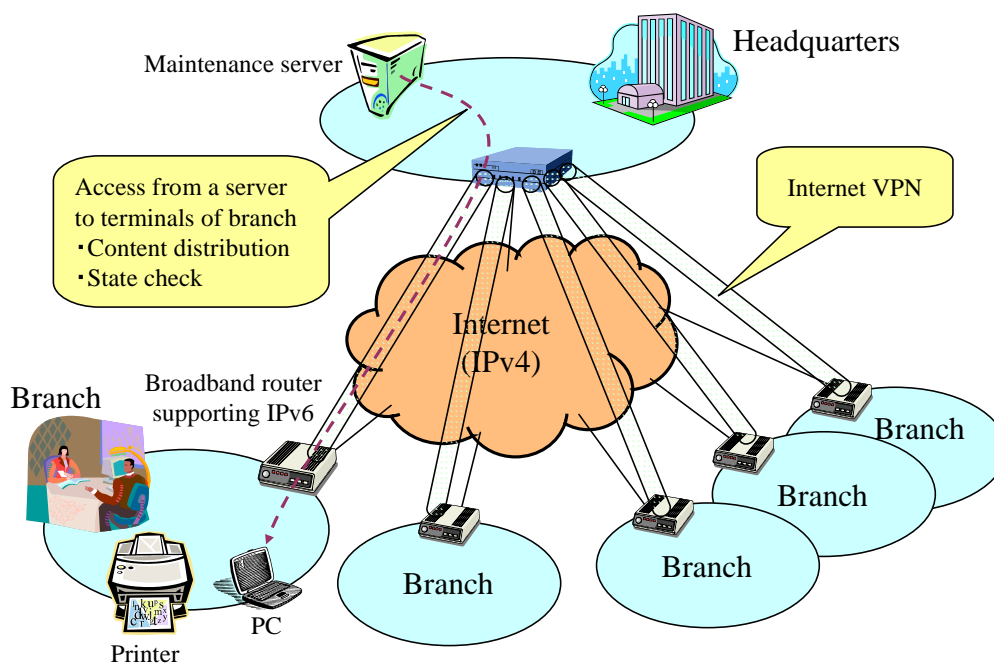 Headquarters
Maintenance server
Access from a server
to terminals of branch
・Content distribution
・State check
Internet VPN
Internet
(IPv4)
Broadband router
supporting IPv6
Branch
Branch
Branch
Branch
Branch
PC
Printer